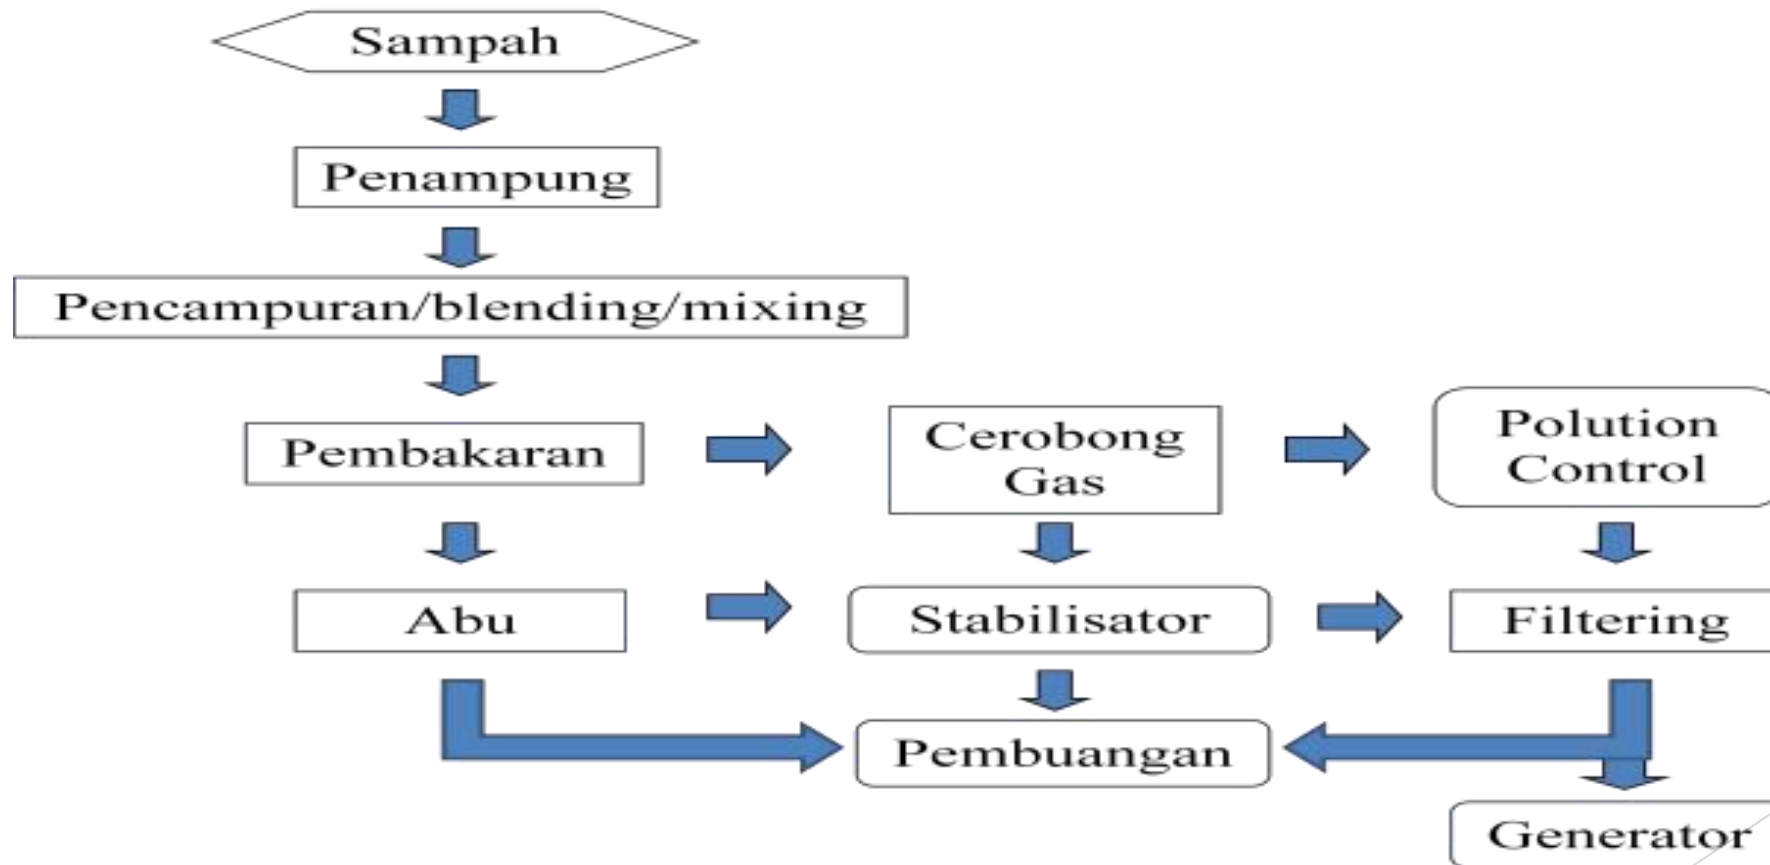 Sampah
Penampung
Pencampuran/blending/mixing
Pembakaran
Cerobong
Gas
Polution
Control
Abu
Stabilisator
Filtering
Pembuangan
Generator